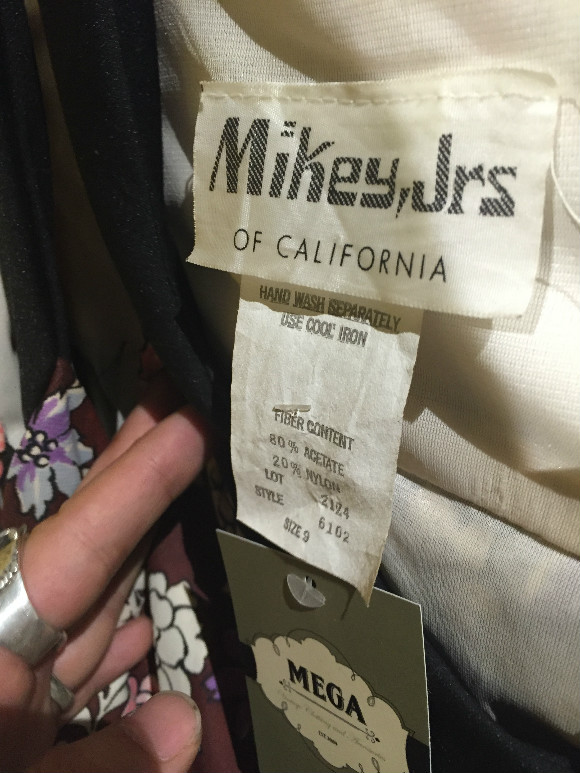 Mikey, Jrs
OF CALIFORNIA
HAND WASH SEPARATELY
USE COOL IRON
FIBER CONTENT
80% ACETATE
20% NYLON
LOT 2124
STYLE 6102
SIZE 9
MEGA